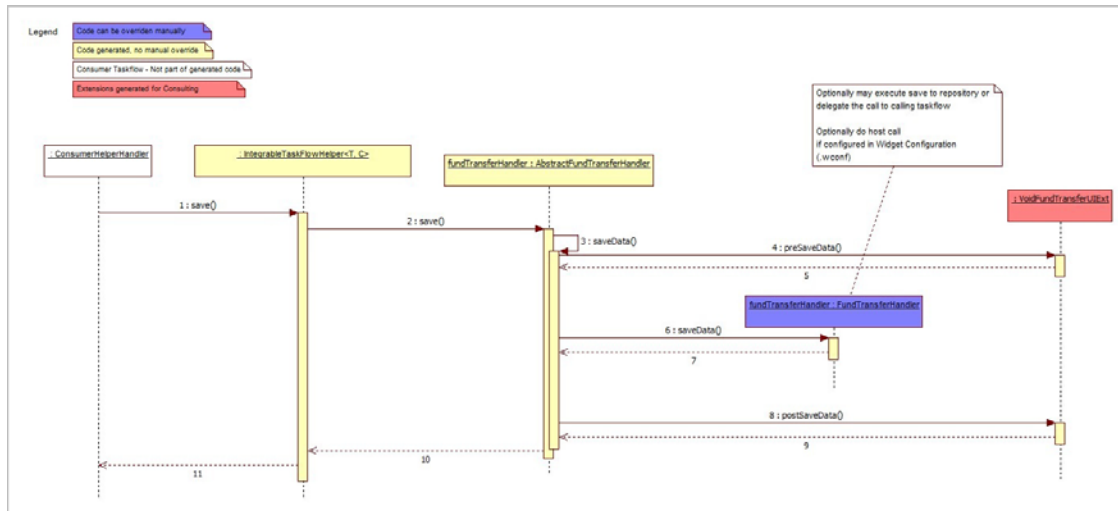 Legend
Code can be overriden manually
Code generated, no manual override
Consumer Taskflow - Not part of generated code
Extensions generated for Consulting
Optionally may execute save to repository or
delegate the call to calling taskflow
Optionally do host call
if configured in Widget Configuration
(.wconf)
: ConsumerHelperHandler
: IntegrableTaskFlowHelper<T, C>
fundTransferHandler : AbstractFundTransferHandler
: VoidFundTransferUIExt
1 : save()
2 : save()
3 : saveData()
4 : preSaveData()
5
fundTransferHandler : FundTransferHandler
6 : saveData()
7
8 : postSaveData()
9
10
11